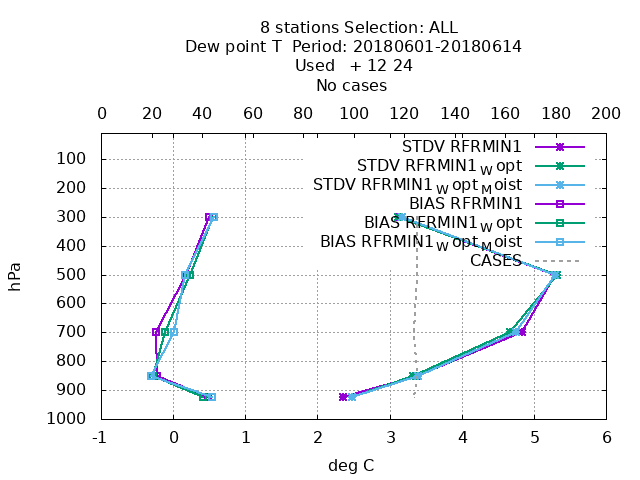 8 stations Selection: ALL
Dew point T  Period: 20180601-20180614
Used   + 12 24
No cases
0 20 40 60 80 100 120 140 160 180 200
STDV RFRMIN1
STDV RFRMIN1_W opt
STDV RFRMIN1_W opt_M oist
BIAS RFRMIN1
BIAS RFRMIN1_W opt
BIAS RFRMIN1_W opt_M oist
CASES
hPa
100
200
300
400
500
600
700
800
900
1000
-1 0 1 2 3 4 5 6
deg C